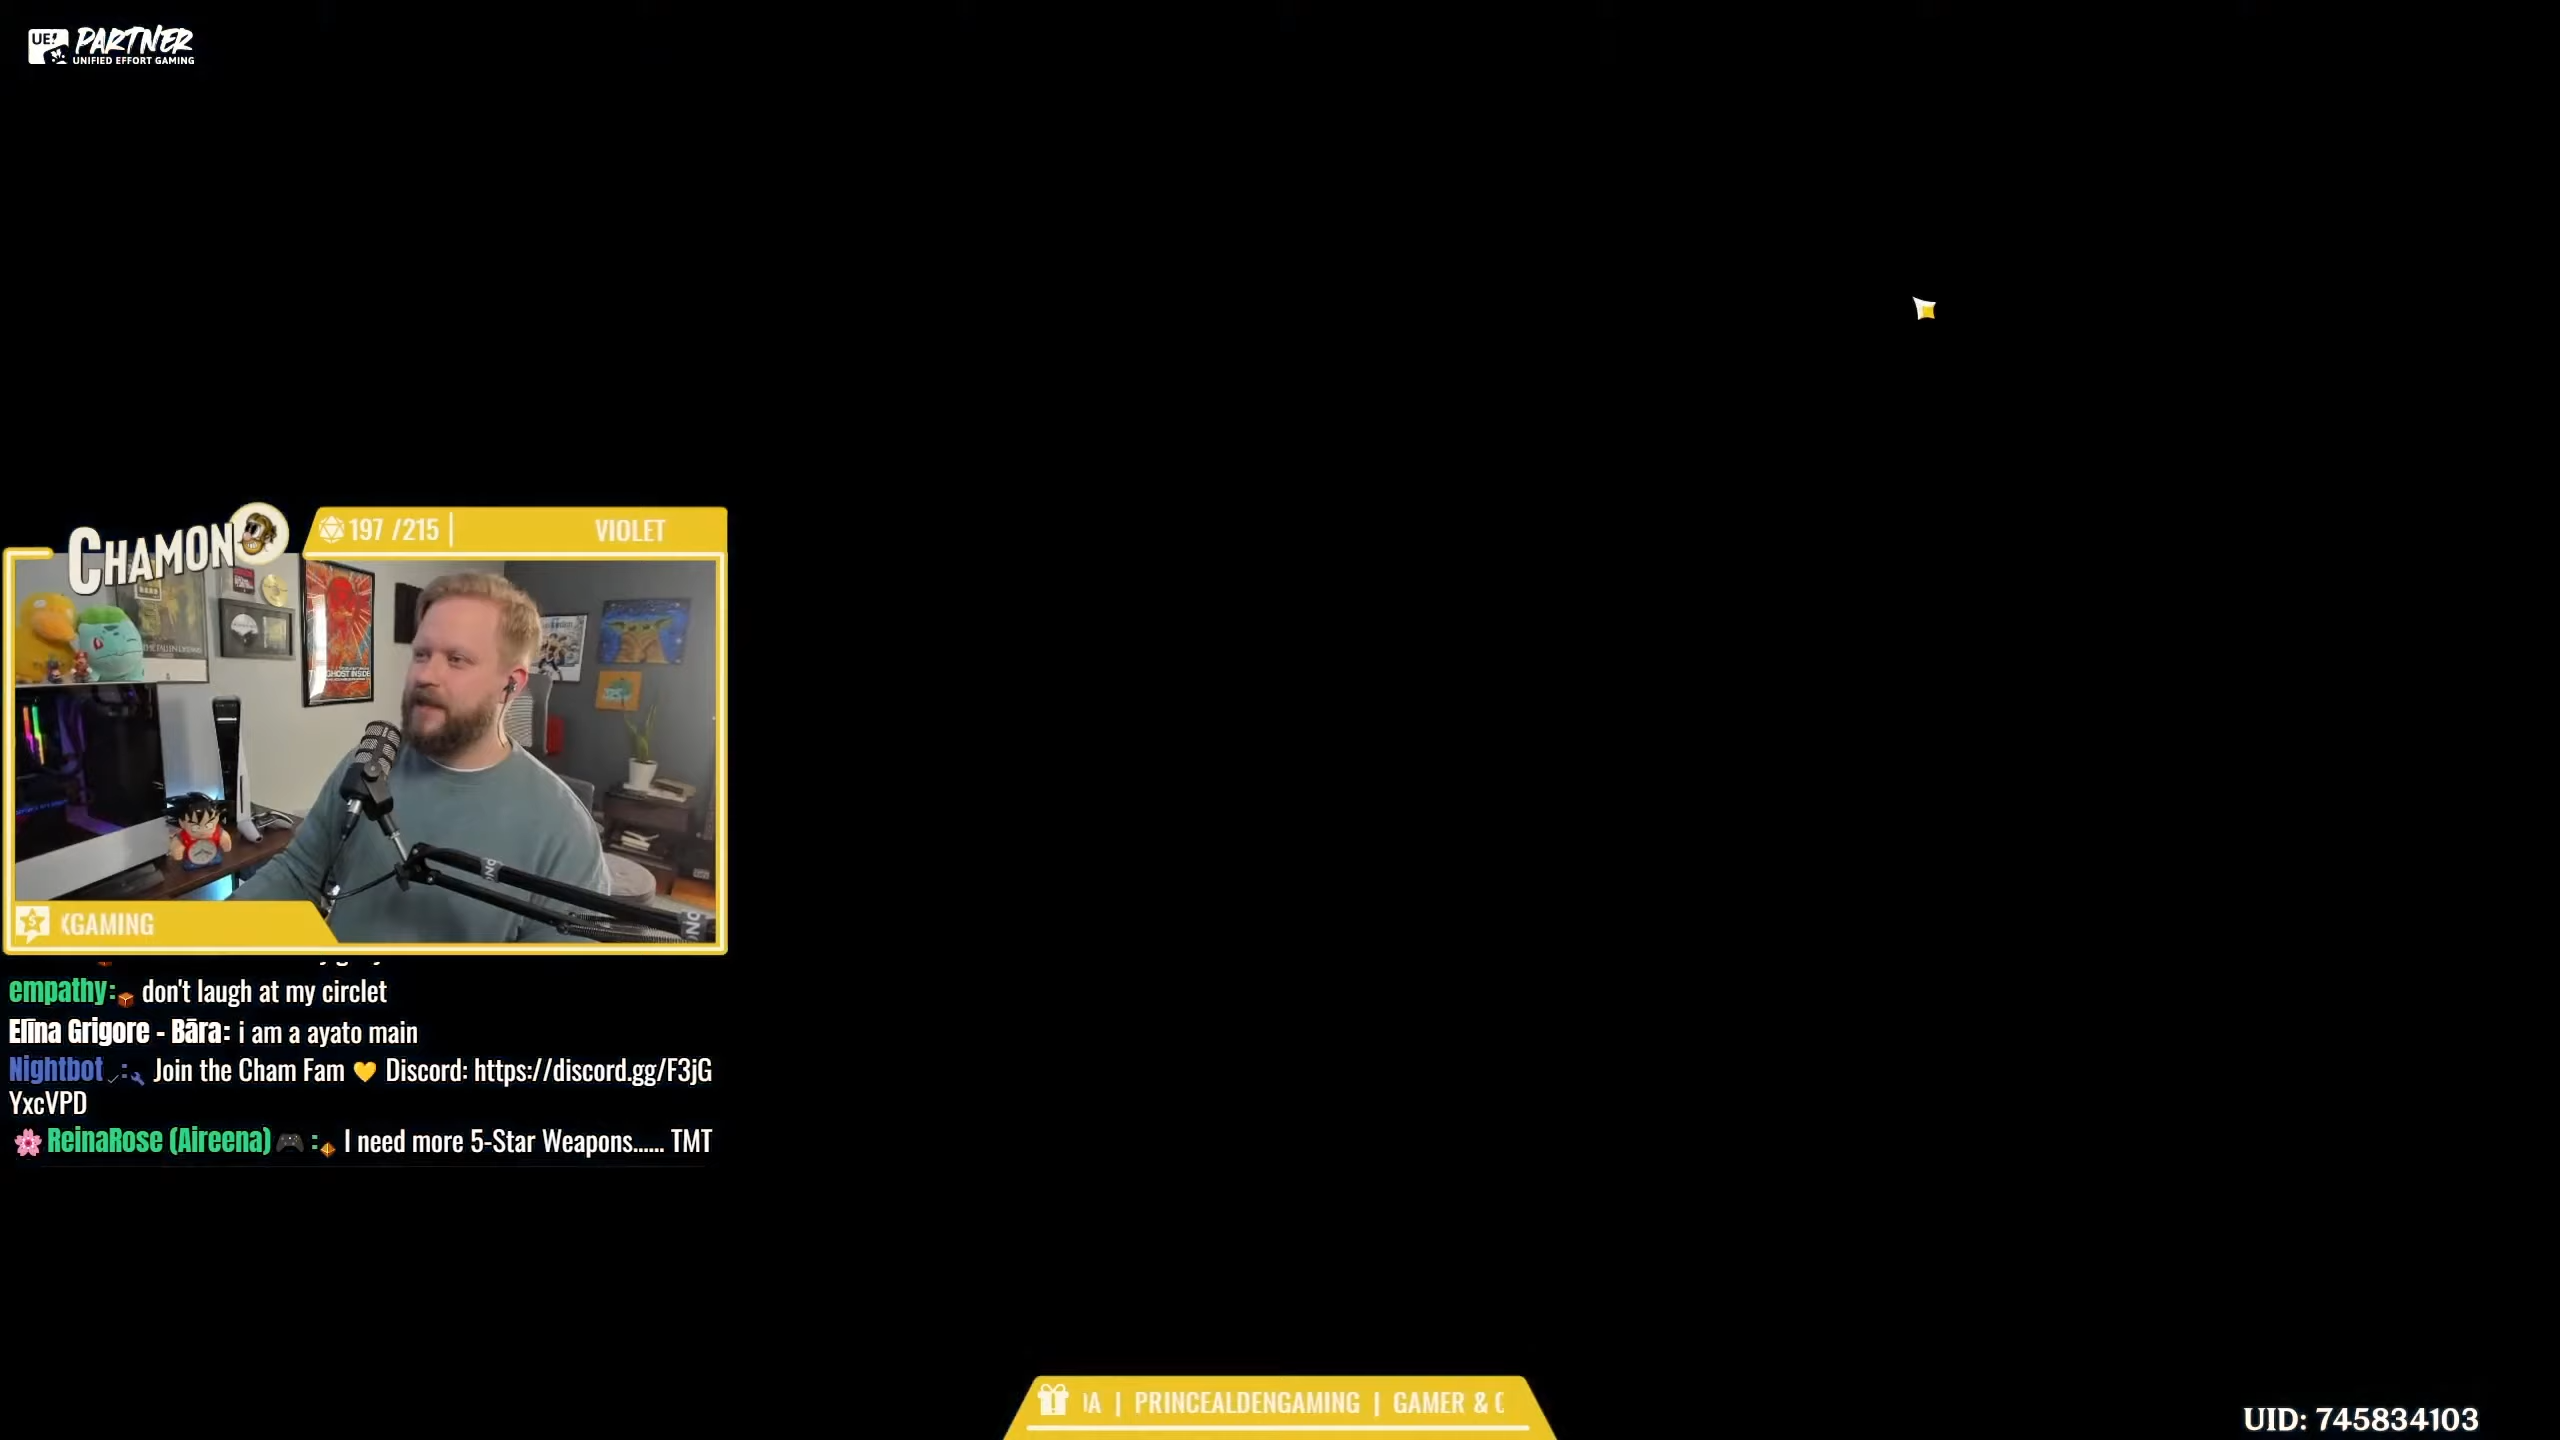 UE!
PARTNER
UNIFIED EFFORT GAMING
CHAMON
197 /215 |
VIOLET
GHOST INSIDE
KGAMING
empathy: don't laugh at my circlet
Elīna Grigore - Bāra: i am a ayato main
Nightbot : Join the Cham Fam 💛 Discord: https://discord.gg/F3jG
YxcVPD
🌸 ReinaRose (Aireena) 🎮 : I need more 5-Star Weapons...... TMT
| PRINCEALDENGAMING | GAMER &
UID: 745834103